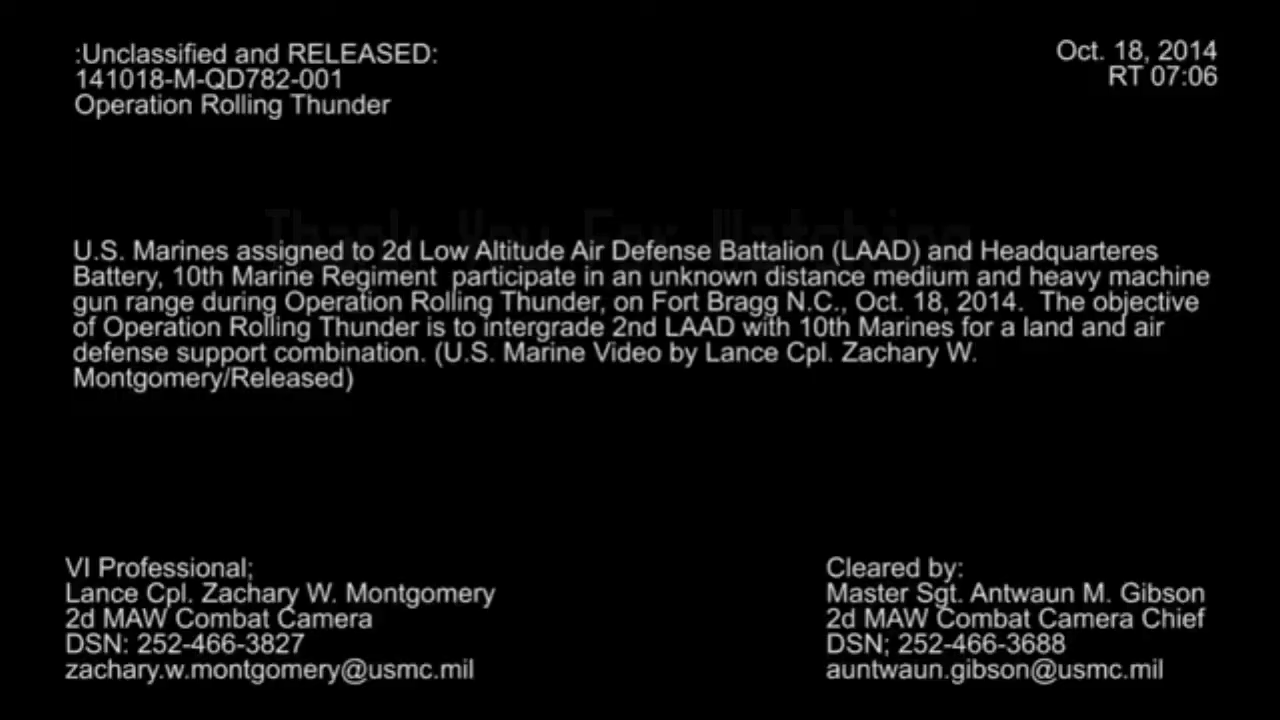 :Unclassified and RELEASED:
141018-M-QD782-001
Operation Rolling Thunder
Oct. 18, 2014
RT 07:06
Thank You For Watching
U.S. Marines assigned to 2d Low Altitude Air Defense Battalion (LAAD) and Headquarteres
Battery, 10th Marine Regiment  participate in an unknown distance medium and heavy machine
gun range during Operation Rolling Thunder, on Fort Bragg N.C., Oct. 18, 2014.  The objective
of Operation Rolling Thunder is to intergrade 2nd LAAD with 10th Marines for a land and air
defense support combination. (U.S. Marine Video by Lance Cpl. Zachary W.
Montgomery/Released)
VI Professional;
Lance Cpl. Zachary W. Montgomery
2d MAW Combat Camera
DSN: 252-466-3827
zachary.w.montgomery@usmc.mil
Cleared by:
Master Sgt. Antwaun M. Gibson
2d MAW Combat Camera Chief
DSN; 252-466-3688
auntwaun.gibson@usmc.mil